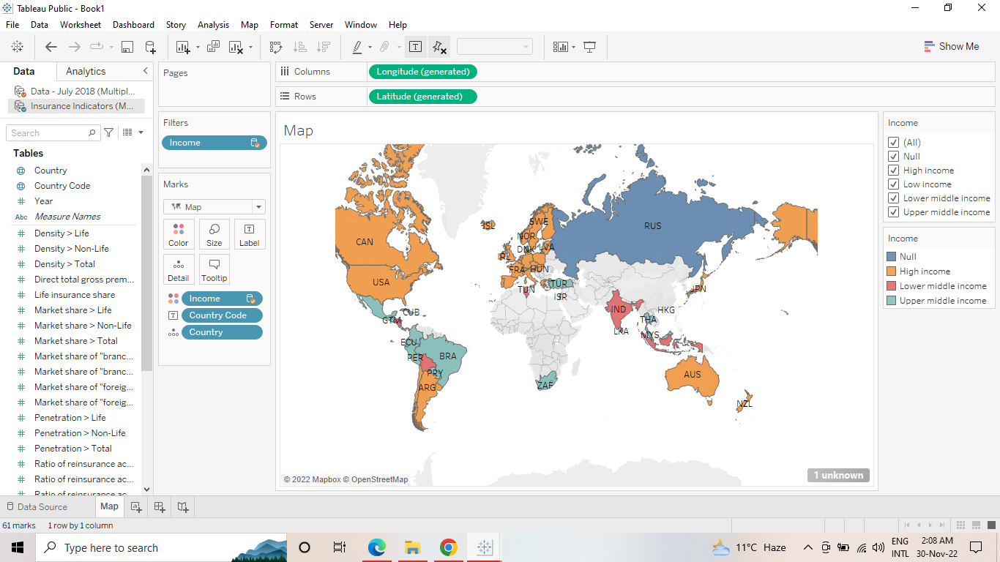 Tableau Public - Book1
File Data Worksheet Dashboard Story Analysis Map Format Server Window Help
Show Me
Data Analytics
Data - July 2018 (Multipl...
Insurance Indicators (M...
Search
Tables
Country
Country Code
Year
Abc Measure Names
Density > Life
Density > Non-Life
Density > Total
Direct total gross prem...
Life insurance share
Market share > Life
Market share > Non-Life
Market share > Total
Market share of "branc...
Market share of "branc...
Market share of "foreig...
Market share of "foreig...
Penetration > Life
Penetration > Non-Life
Penetration > Total
Ratio of reinsurance ac...
Ratio of reinsurance ac...
Ratio of reinsurance ac...
Pages
Filters
Income
Marks
Map
Color Size Label
Detail Tooltip
Income
Country Code
Country
Columns Longitude (generated)
Rows Latitude (generated)
Map
CAN
USA
CUB
GTM
ECU
PER
BRA
PRY
ARG
ISL
SWE
NOR
DNK
LVA
IRL
FRA
HUN
TUN
TUR
ISR
RUS
JPN
IND
HKG
THA
LKA
MYS
ZAF
AUS
NZL
© 2022 Mapbox © OpenStreetMap
1 unknown
Income
(All)
Null
High income
Low income
Lower middle income
Upper middle income
Income
Null
High income
Lower middle income
Upper middle income
Data Source Map
61 marks 1 row by 1 column
Type here to search
11°C Haze
ENG
INTL
2:08 AM
30-Nov-22